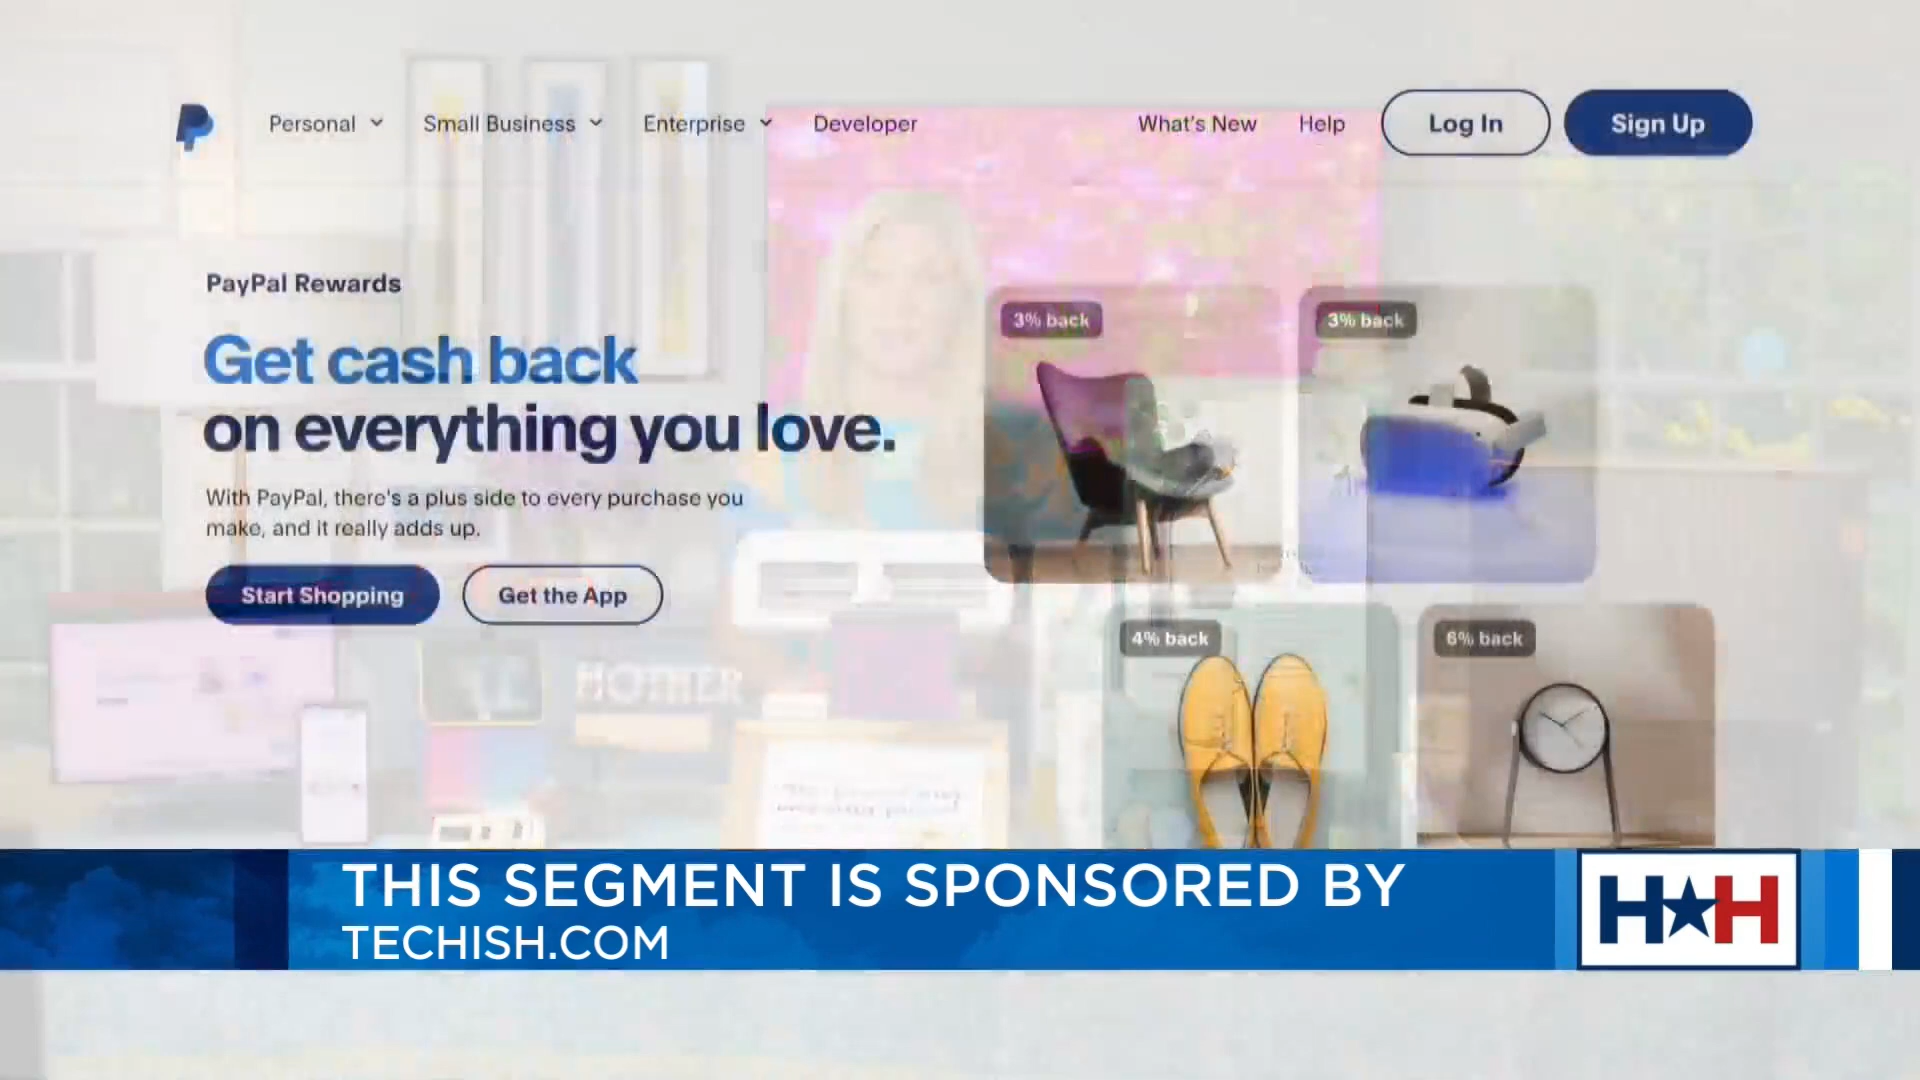 Personal
Small Business
Enterprise
Developer
What's New
Help
Log In
Sign Up
PayPal Rewards
Get cash back
on everything you love.
With PayPal, there's a plus side to every purchase you
make, and it really adds up.
Start Shopping
Get the App
3% back
3% back
4% back
6% back
MOTHER
THIS SEGMENT IS SPONSORED BY
TECHISH.COM
H★H